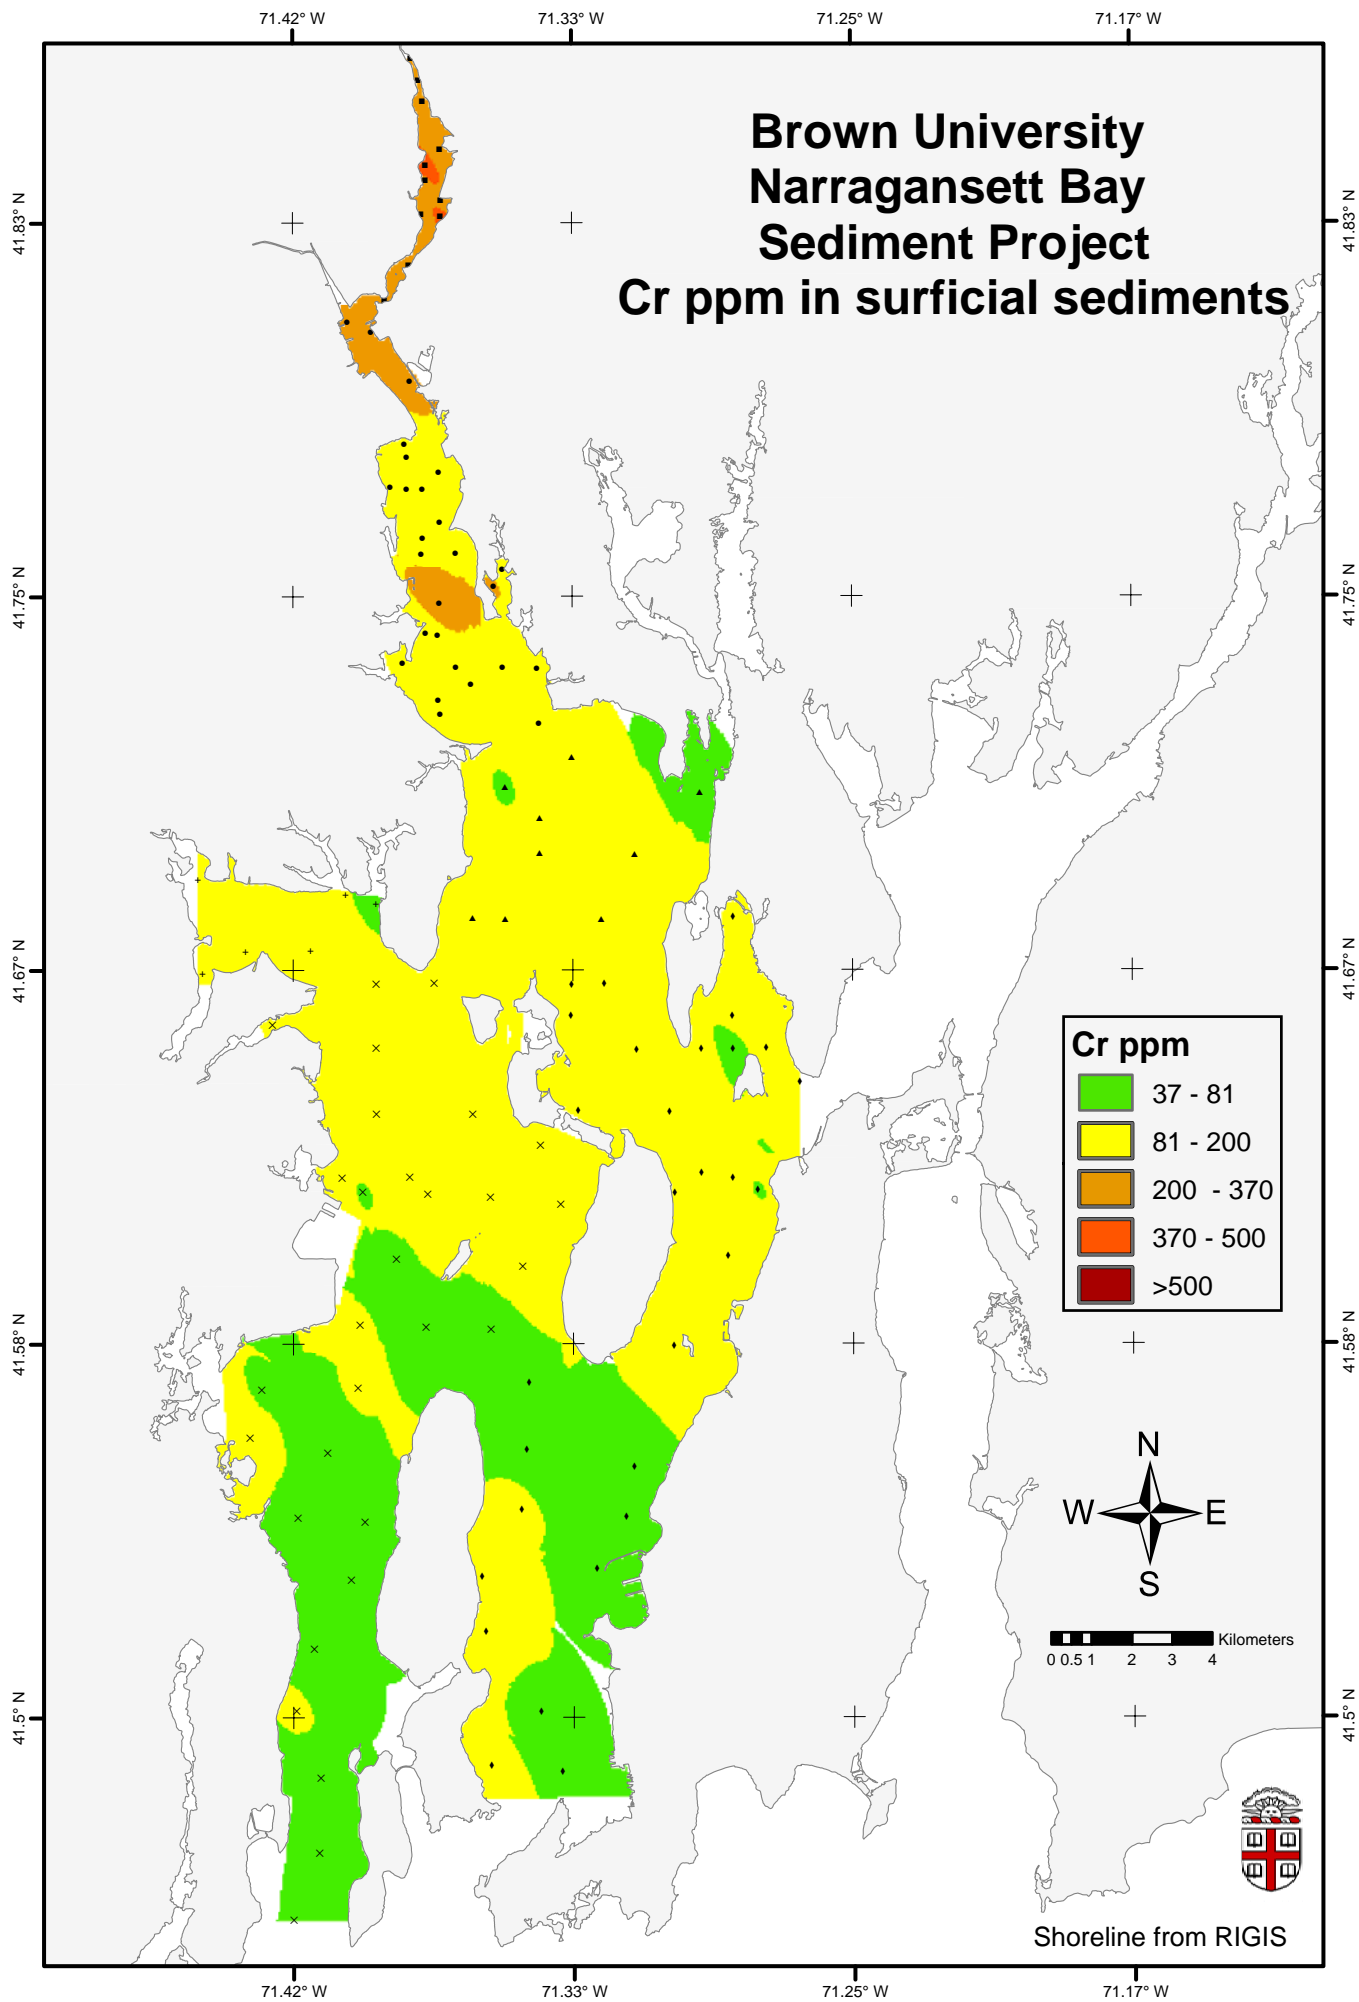 71.42° W 71.33° W 71.25° W 71.17° W
Brown University
Narragansett Bay
Sediment Project
Cr ppm in surficial sediments
41.83° N 41.83° N
41.75° N 41.75° N
41.67° N 41.67° N
Cr ppm
37 - 81
81 - 200
200 - 370
370 - 500
>500
41.58° N 41.58° N
N
W E
S
Kilometers
0 0.5 1 2 3 4
41.5° N 41.5° N
Shoreline from RIGIS
71.42° W 71.33° W 71.25° W 71.17° W